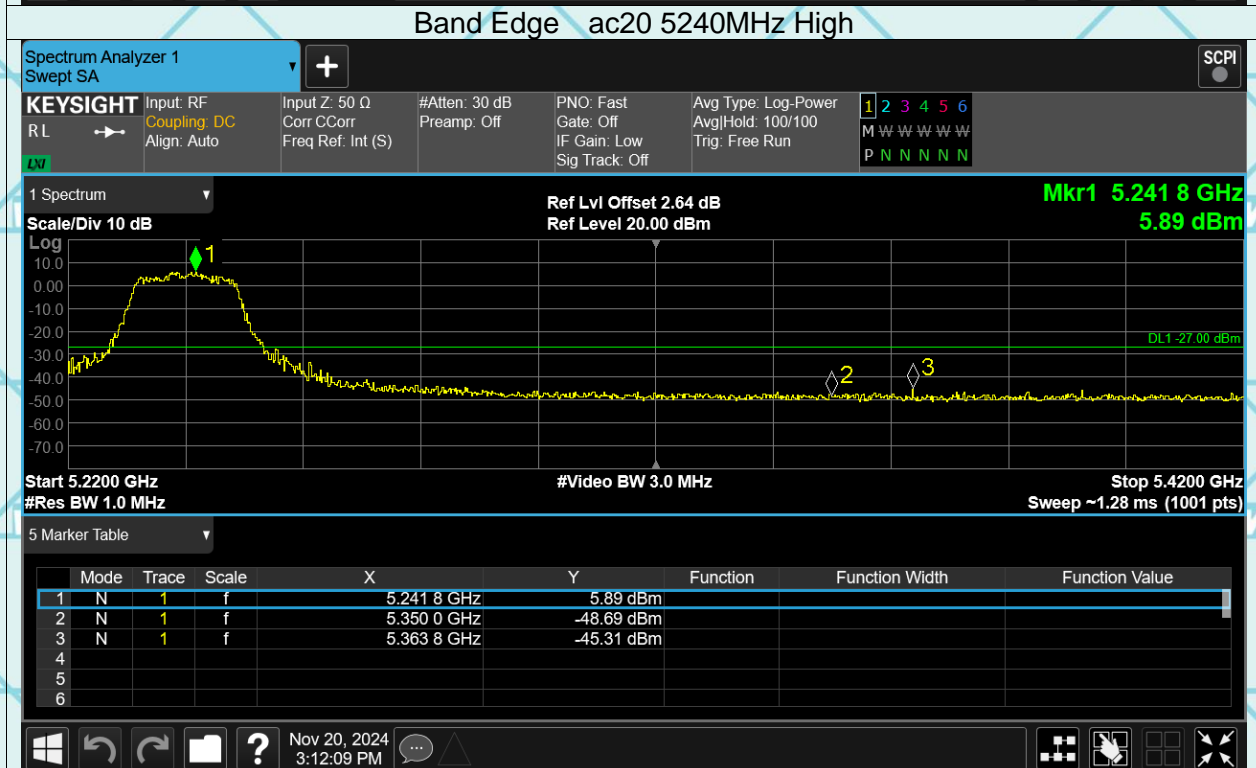 Band Edge ac20 5240MHz High
Spectrum Analyzer 1
Swept SA
+
SCPI
KEYSIGHT
R L
LXI
Input: RF
Coupling: DC
Align: Auto
Input Z: 50 Ω
Corr CCorr
Freq Ref: Int (S)
#Atten: 30 dB
Preamp: Off
PNO: Fast
Gate: Off
IF Gain: Low
Sig Track: Off
Avg Type: Log-Power
Avg|Hold: 100/100
Trig: Free Run
1 2 3 4 5 6
M W W W W W
P N N N N N
1 Spectrum
Scale/Div 10 dB
Ref Lvl Offset 2.64 dB
Ref Level 20.00 dBm
Mkr1 5.241 8 GHz
5.89 dBm
Log
10.0
0.00
-10.0
-20.0
-30.0
-40.0
-50.0
-60.0
-70.0
1
2
3
DL1 -27.00 dBm
Start 5.2200 GHz
#Video BW 3.0 MHz
Stop 5.4200 GHz
#Res BW 1.0 MHz
Sweep ~1.28 ms (1001 pts)
5 Marker Table
Mode Trace Scale X Y Function Function Width Function Value
1 N 1 f 5.241 8 GHz 5.89 dBm
2 N 1 f 5.350 0 GHz -48.69 dBm
3 N 1 f 5.363 8 GHz -45.31 dBm
4
5
6
?
Nov 20, 2024
3:12:09 PM